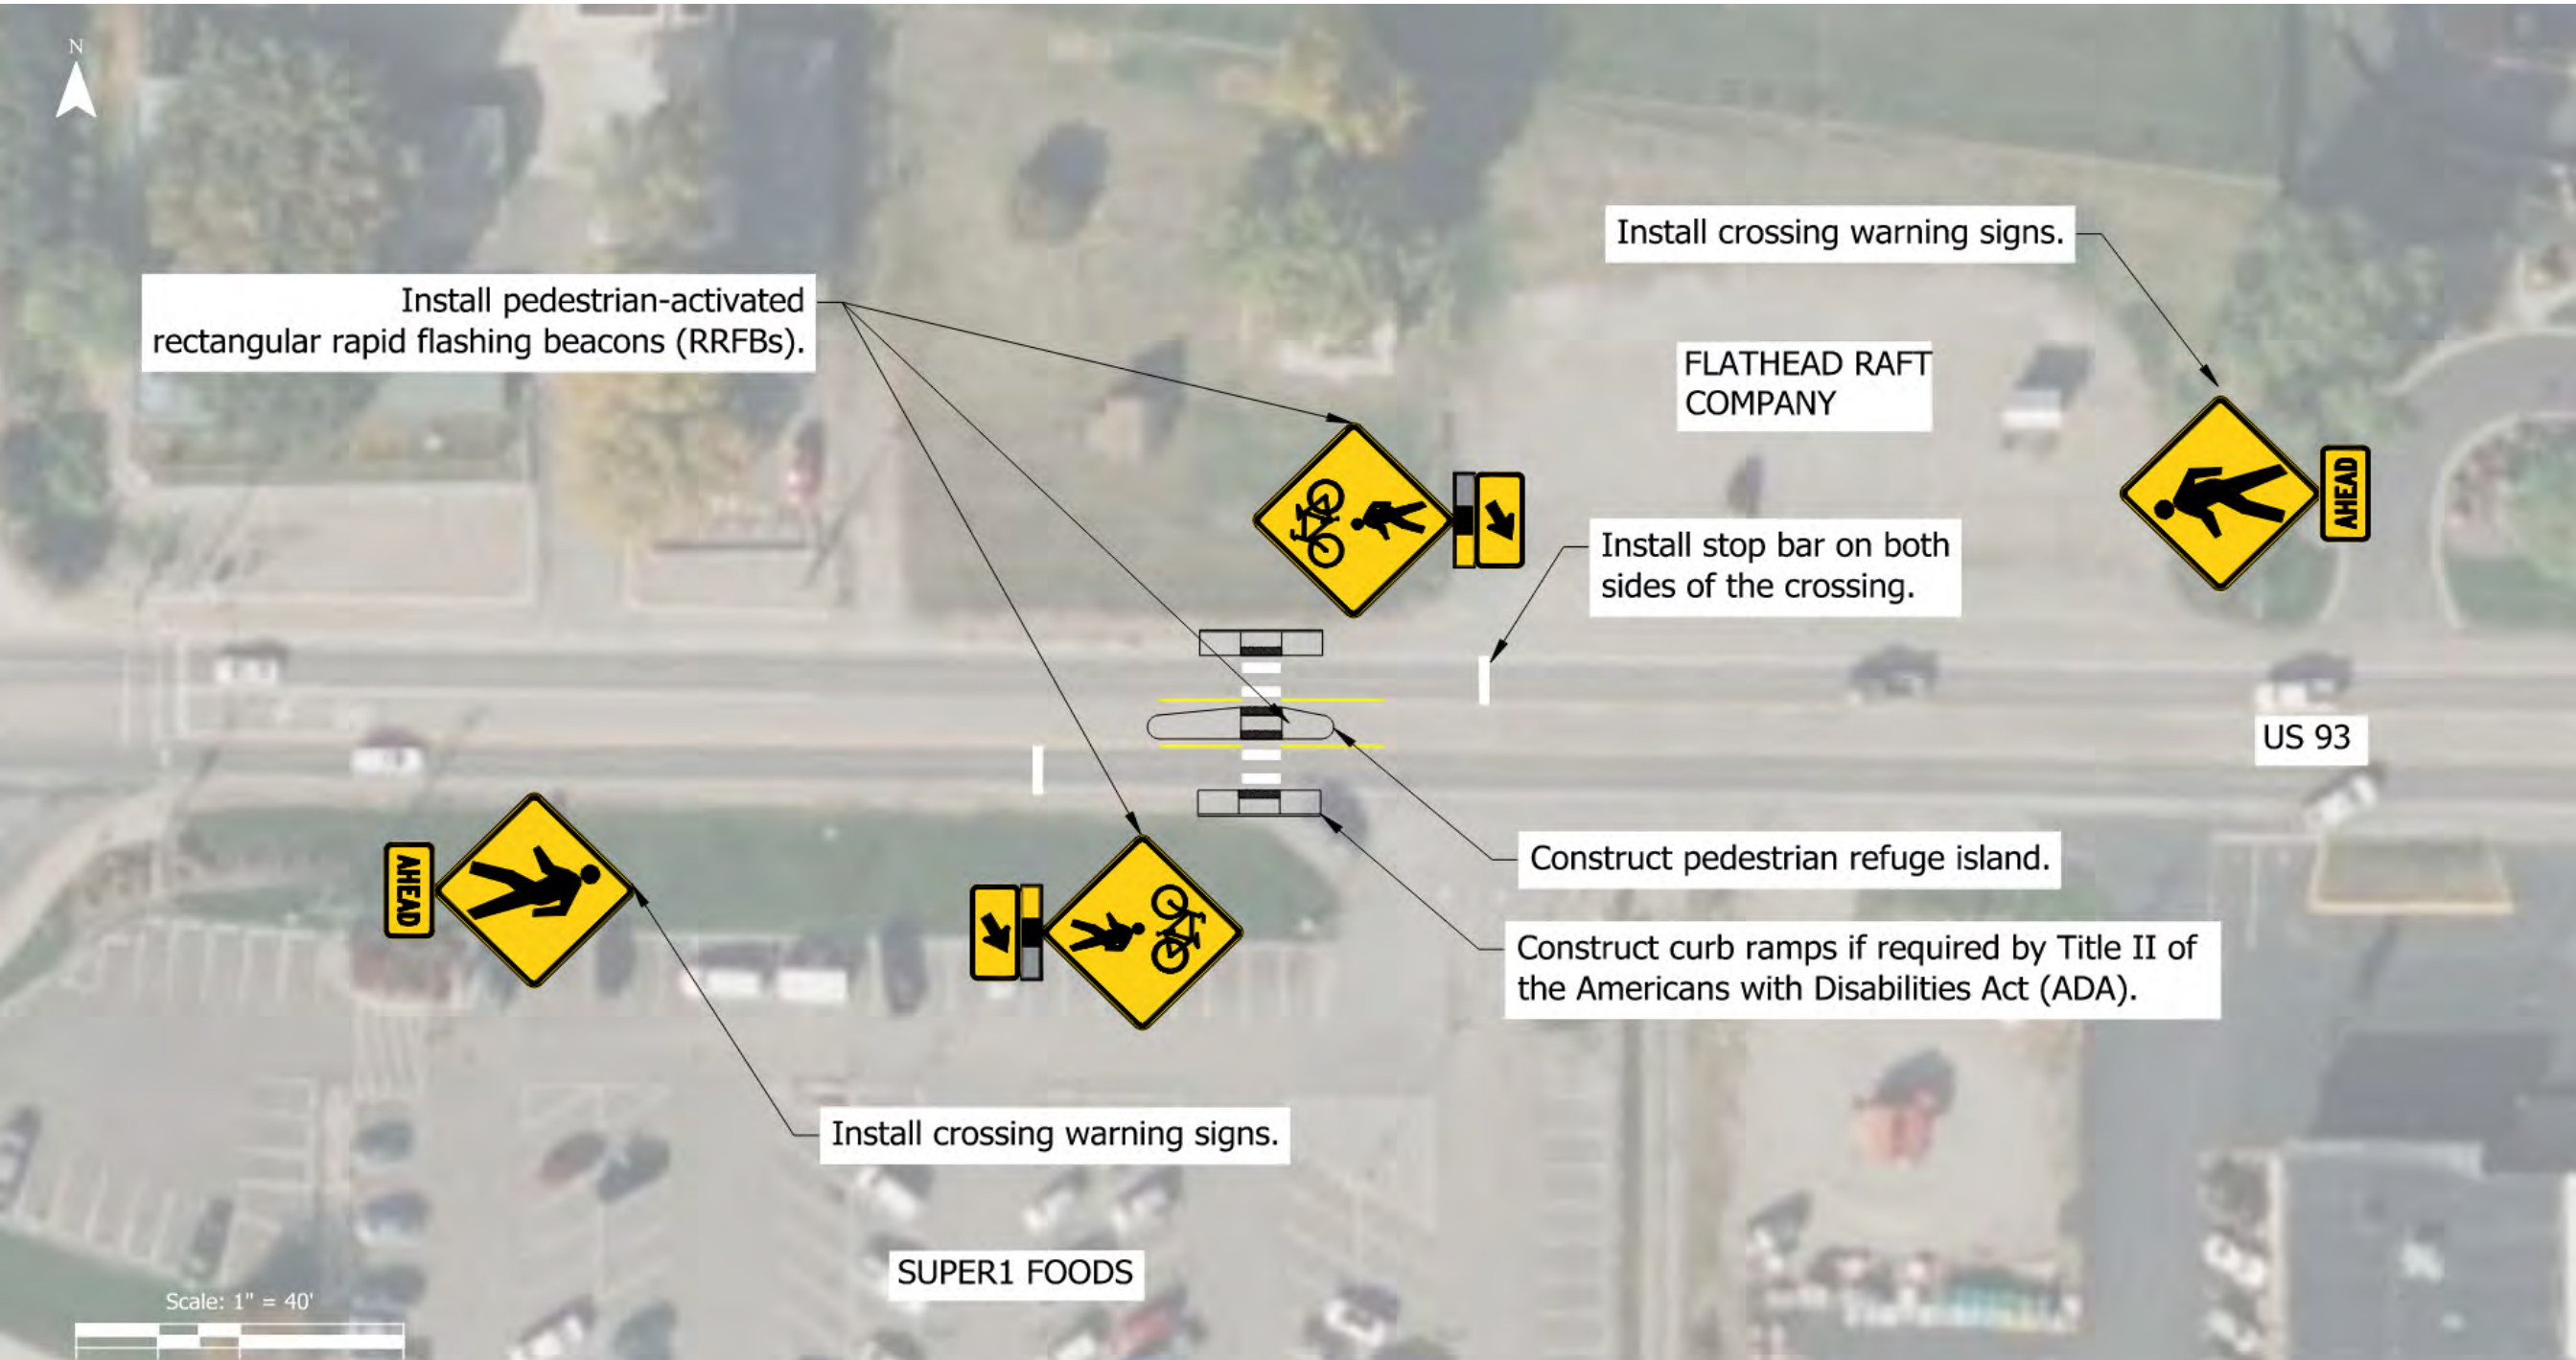 N
Install crossing warning signs.
Install pedestrian-activated
rectangular rapid flashing beacons (RRFBs).
FLATHEAD RAFT
COMPANY
AHEAD
Install stop bar on both
sides of the crossing.
US 93
AHEAD
Construct pedestrian refuge island.
Construct curb ramps if required by Title II of
the Americans with Disabilities Act (ADA).
Install crossing warning signs.
SUPER1 FOODS
Scale: 1" = 40'